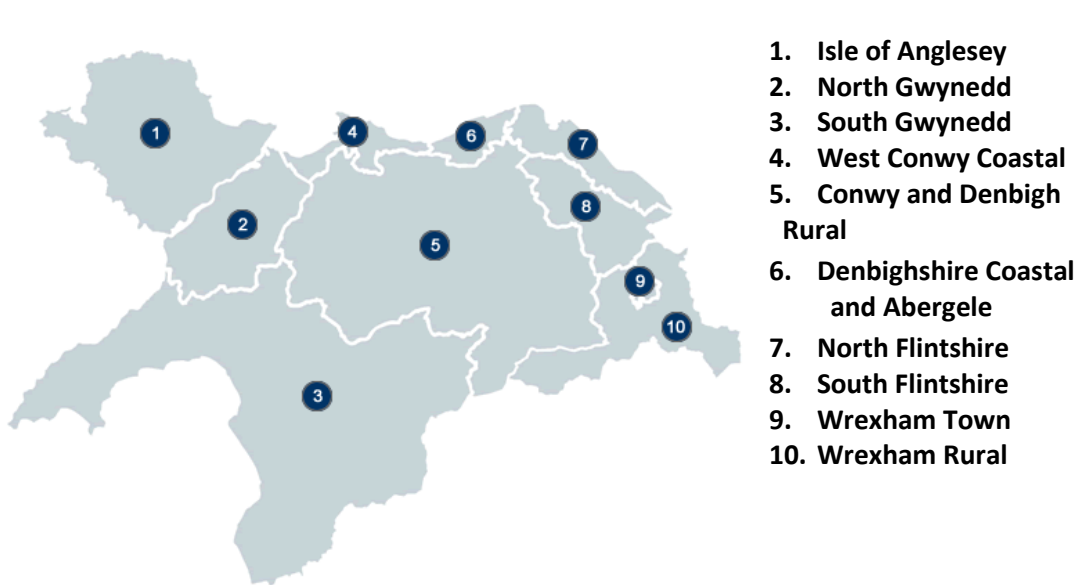 1. Isle of Anglesey
2. North Gwynedd
3. South Gwynedd
4. West Conwy Coastal
5. Conwy and Denbigh
Rural
6. Denbighshire Coastal
and Abergele
7. North Flintshire
8. South Flintshire
9. Wrexham Town
10. Wrexham Rural
1
4
6
7
8
2
5
9
10
3